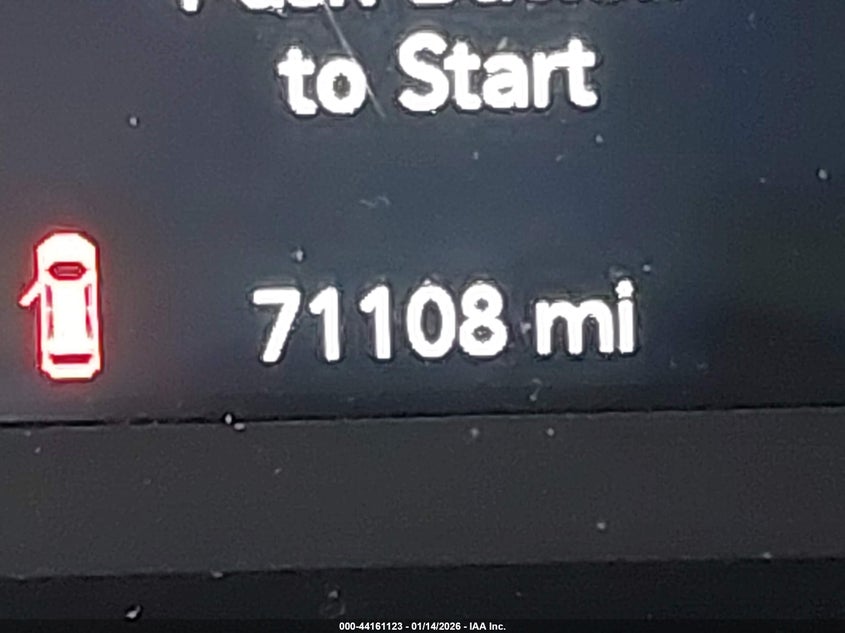 to Start
71108 mi
000-44161123 - 01/14/2026 - IAA Inc.